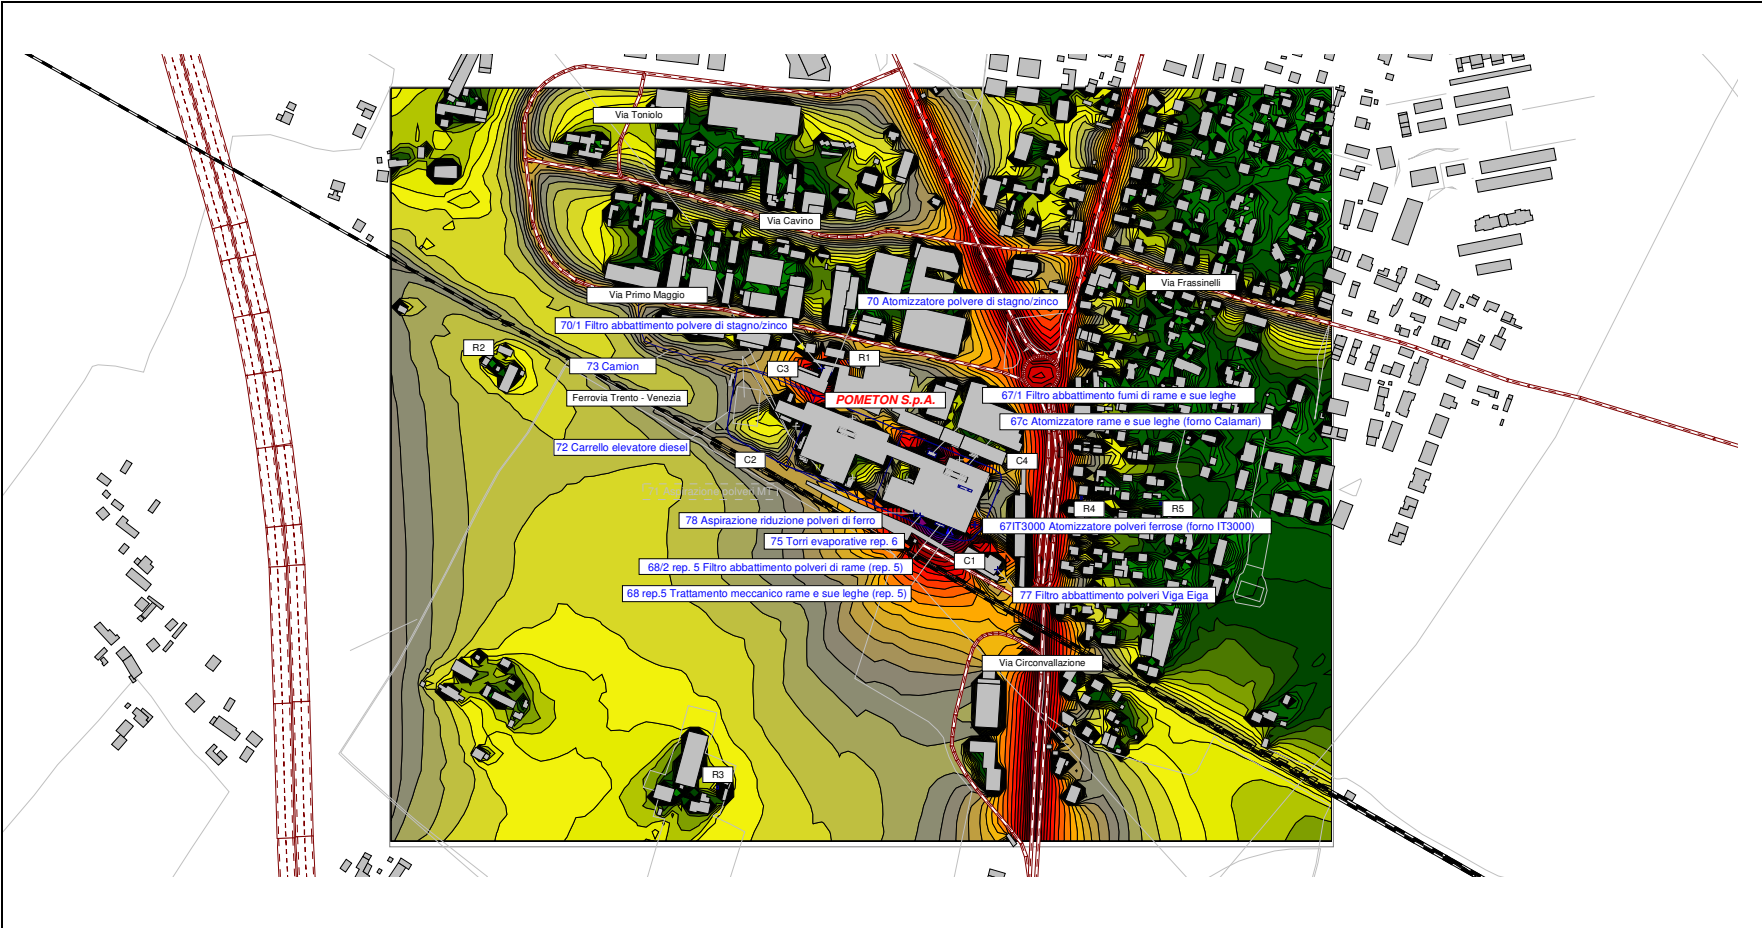 Via Toniolo
Via Cavino
Via Frassinelli
Via Primo Maggio
70 Atomizzatore polvere di stagno/zinco
70/1 Filtro abbattimento polvere di stagno/zinco
R2
R1
73 Camion
C3
Ferrovia Trento - Venezia
POMETON S.p.A.
67/1 Filtro abbattimento fumi di rame e sue leghe
67c Atomizzatore rame e sue leghe (forno Calamari)
72 Carrello elevatore diesel
C2
C4
R4
R5
78 Aspirazione riduzione polveri di ferro
67IT3000 Atomizzatore polveri ferrose (forno IT3000)
75 Torri evaporative rep. 6
68/2 rep. 5 Filtro abbattimento polveri di rame (rep. 5)
C1
68 rep.5 Trattamento meccanico rame e sue leghe (rep. 5)
77 Filtro abbattimento polveri Viga Eiga
Via Circonvallazione
R3